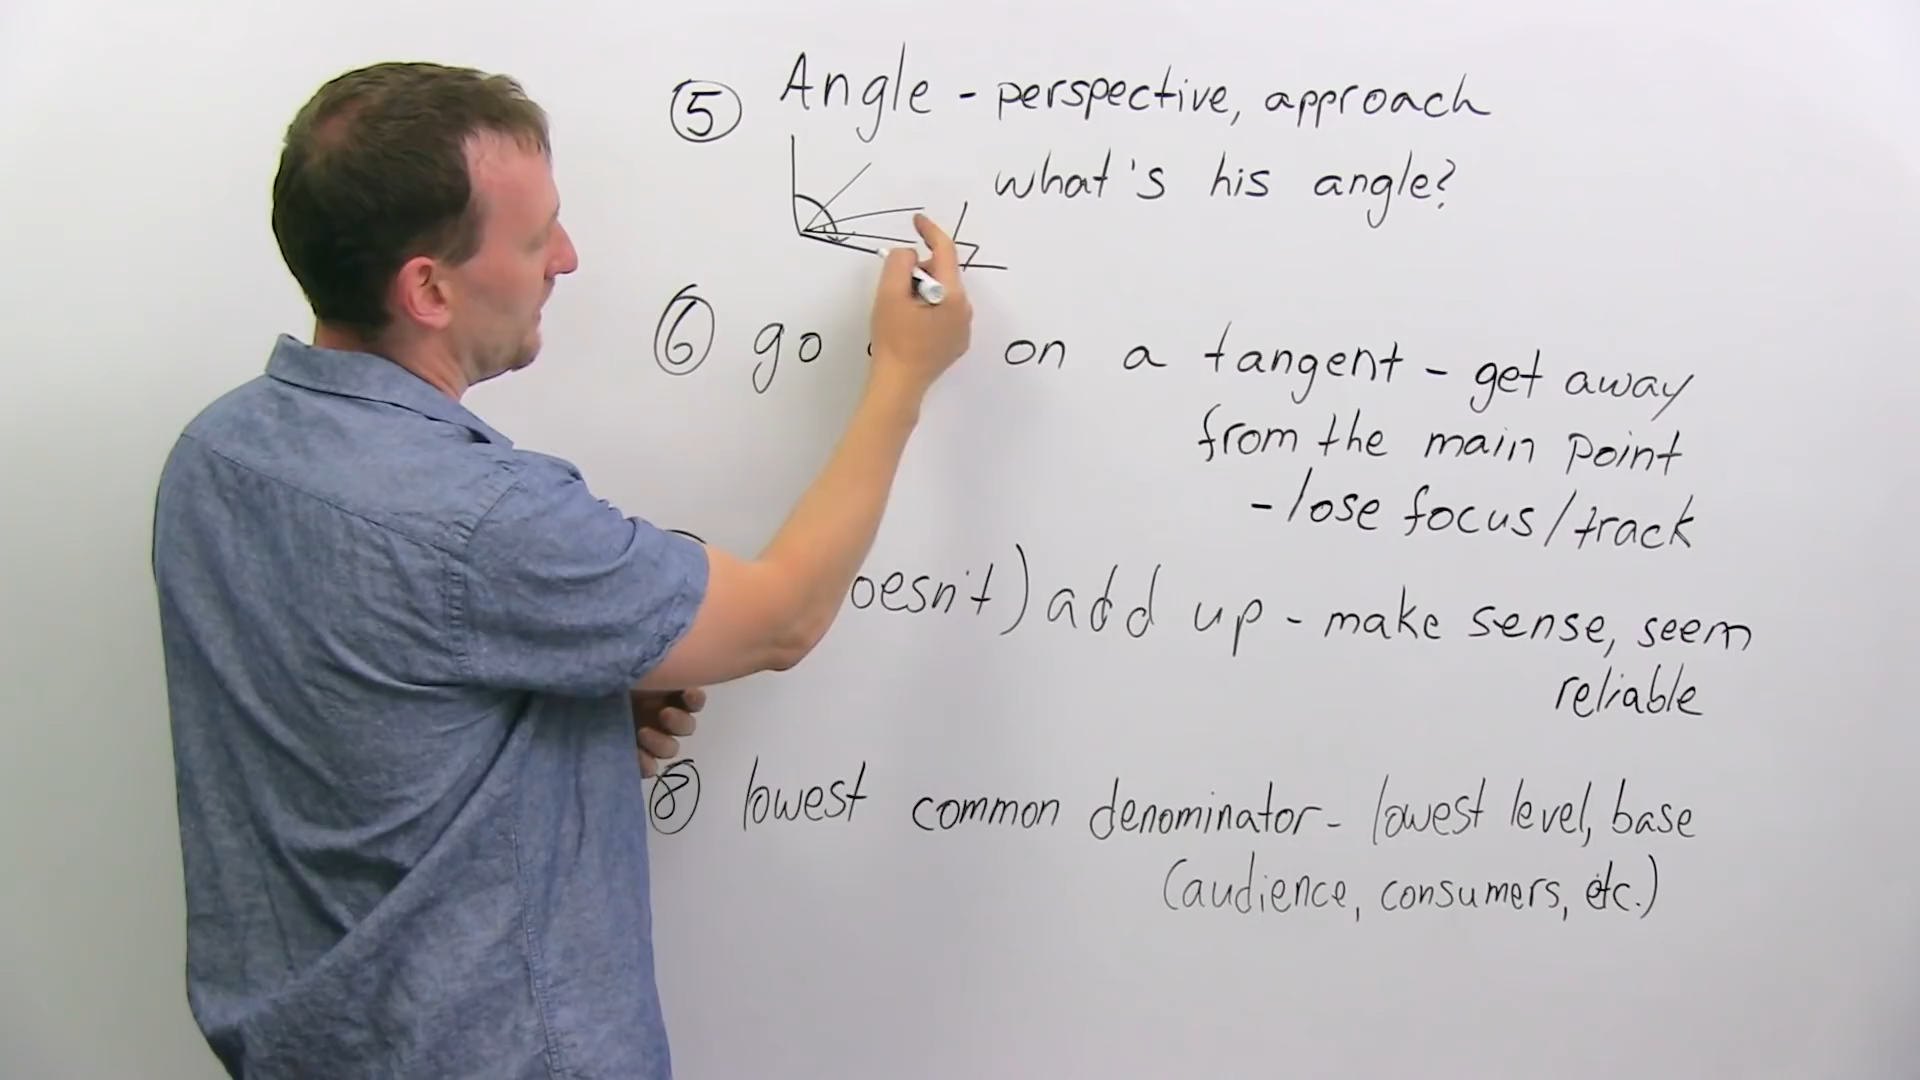 5 Angle - perspective, approach
what's his angle?
6 go on a tangent - get away
from the main point
- lose focus/track
oesn't) add up - make sense, seem
reliable
8 lowest common denominator - lowest level, base
(audience, consumers, etc.)